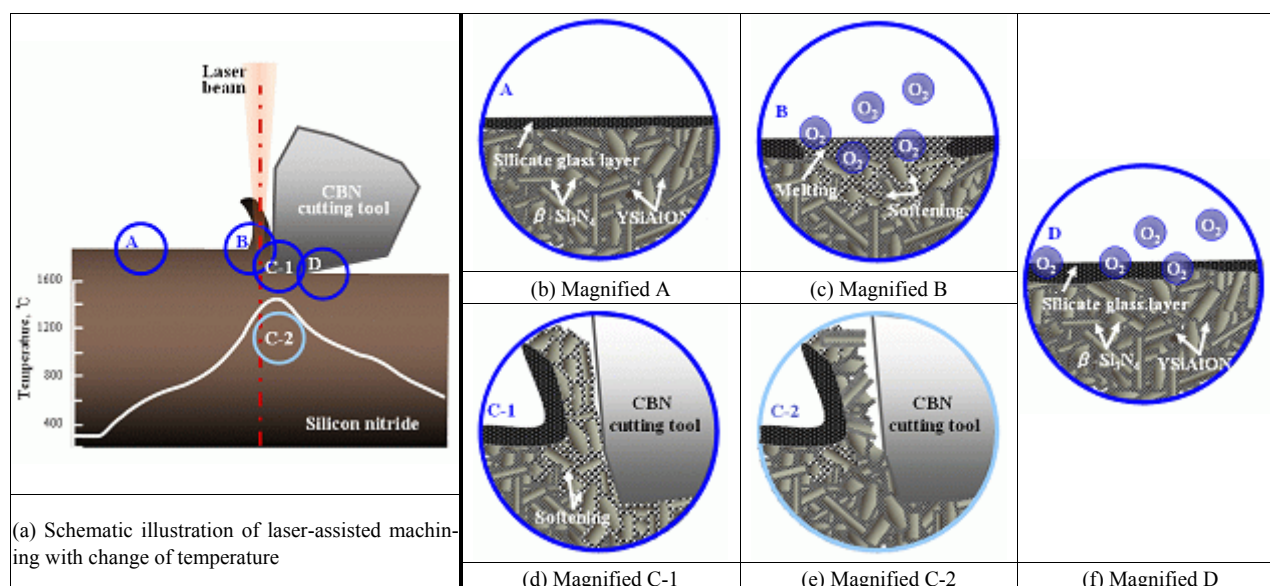 Laser
beam
CBN
cutting tool
A
B
C-1
D
C-2
Temperature, °C
1600
1200
800
400
Silicon nitride
(a) Schematic illustration of laser-assisted machin-
ing with change of temperature
A
Silicate glass layer
β - Si3N4
YSiAlON
(b) Magnified A
B
O2
O2
O2
O2
O2
Melting
Softening
(c) Magnified B
C-1
CBN
cutting tool
Softening
(d) Magnified C-1
C-2
CBN
cutting tool
(e) Magnified C-2
D
O2
O2
O2
O2
O2
Silicate glass layer
β - Si3N4
YSiAlON
(f) Magnified D